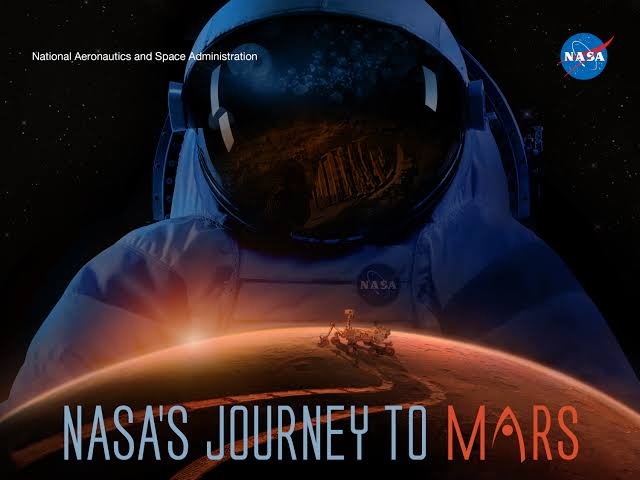 National Aeronautics and Space Administration
NASA
NASA
NASA'S JOURNEY TO MARS